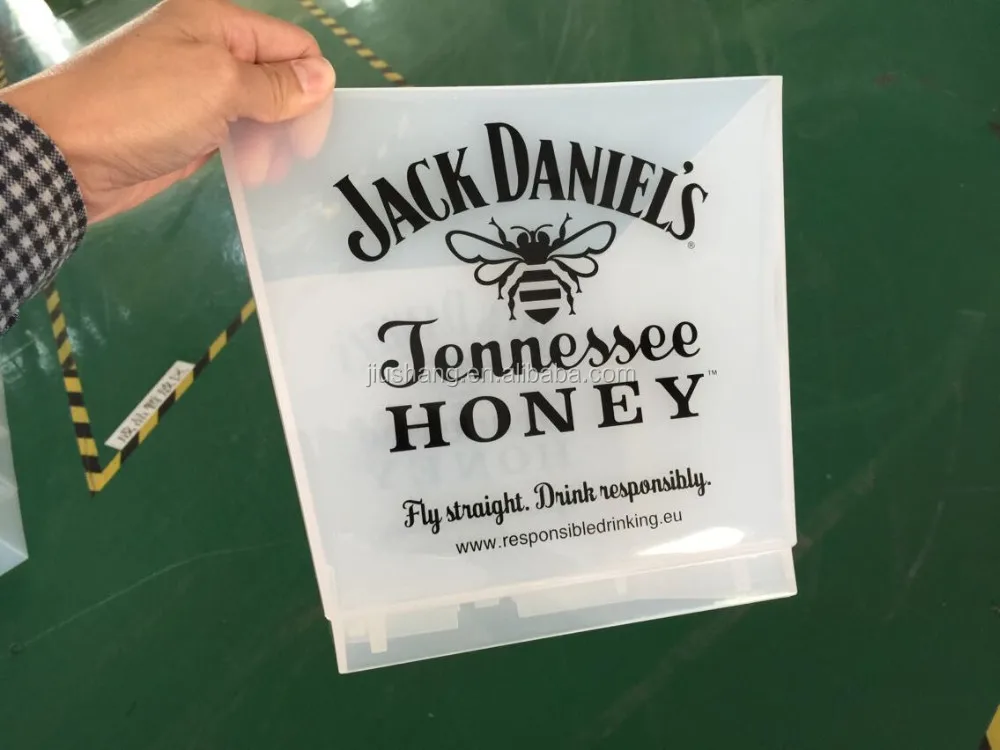 JACK DANIEL'S®
Tennessee
jiushang.en.alibaba.com
HONEY™
Fly straight. Drink responsibly.
www.responsibledrinking.eu